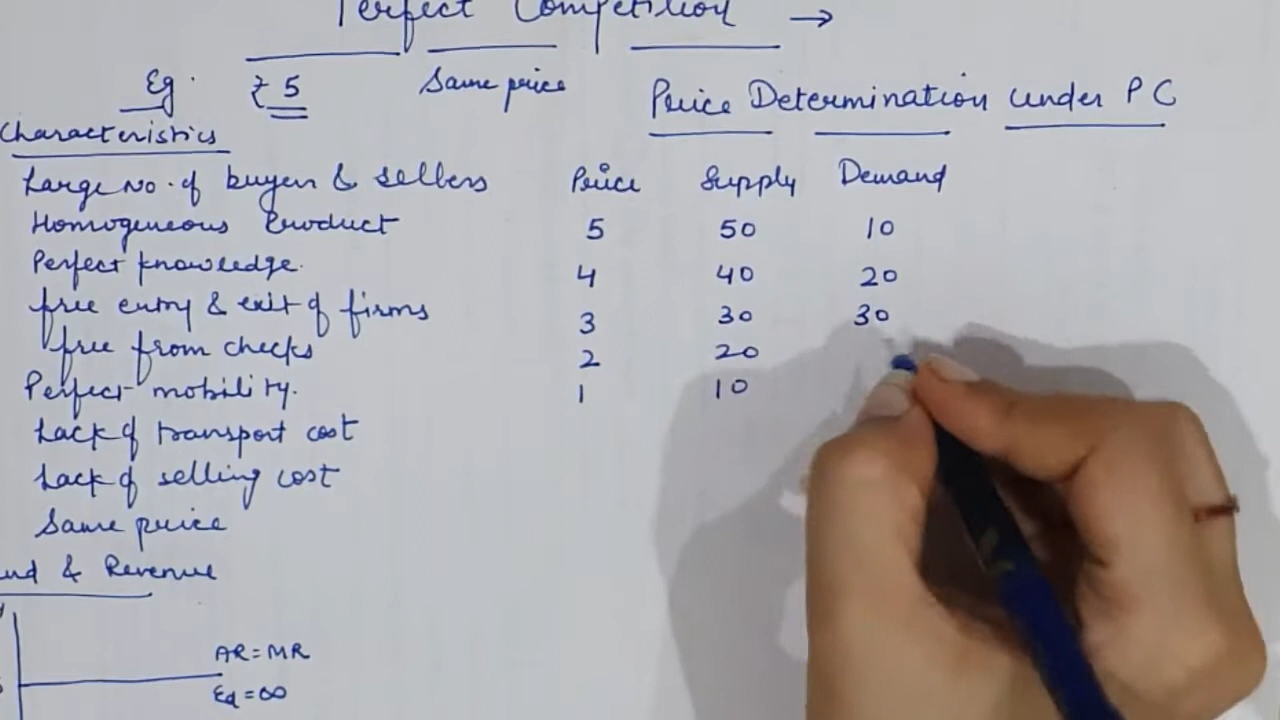 Perfect Competition →
Eg. ₹ 5 Same price
Characteristics
Large No. of buyers & sellers
Homogeneous Product
Perfect knowledge.
free entry & exit of firms
free from checks
Perfect mobility.
Lack of transport cost
Lack of selling cost
Same price
& Revenue
AR=MR
Ed=∞
Price Determination under PC
Price Supply Demand
5 50 10
4 40 20
3 30 30
2 20
1 10